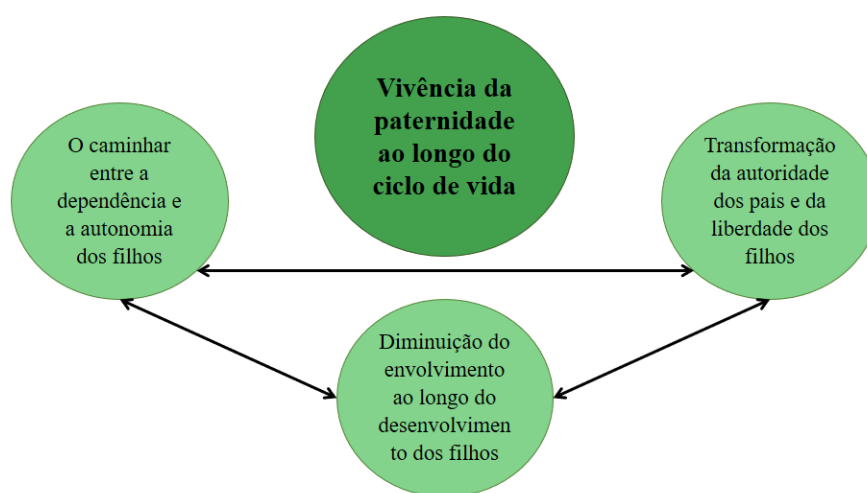 Vivência da
paternidade
ao longo do
ciclo de vida
O caminhar
entre a
dependência e
a autonomia
dos filhos
Transformação
da autoridade
dos pais e da
liberdade dos
filhos
Diminuição do
envolvimento
ao longo do
desenvolvimen
to dos filhos